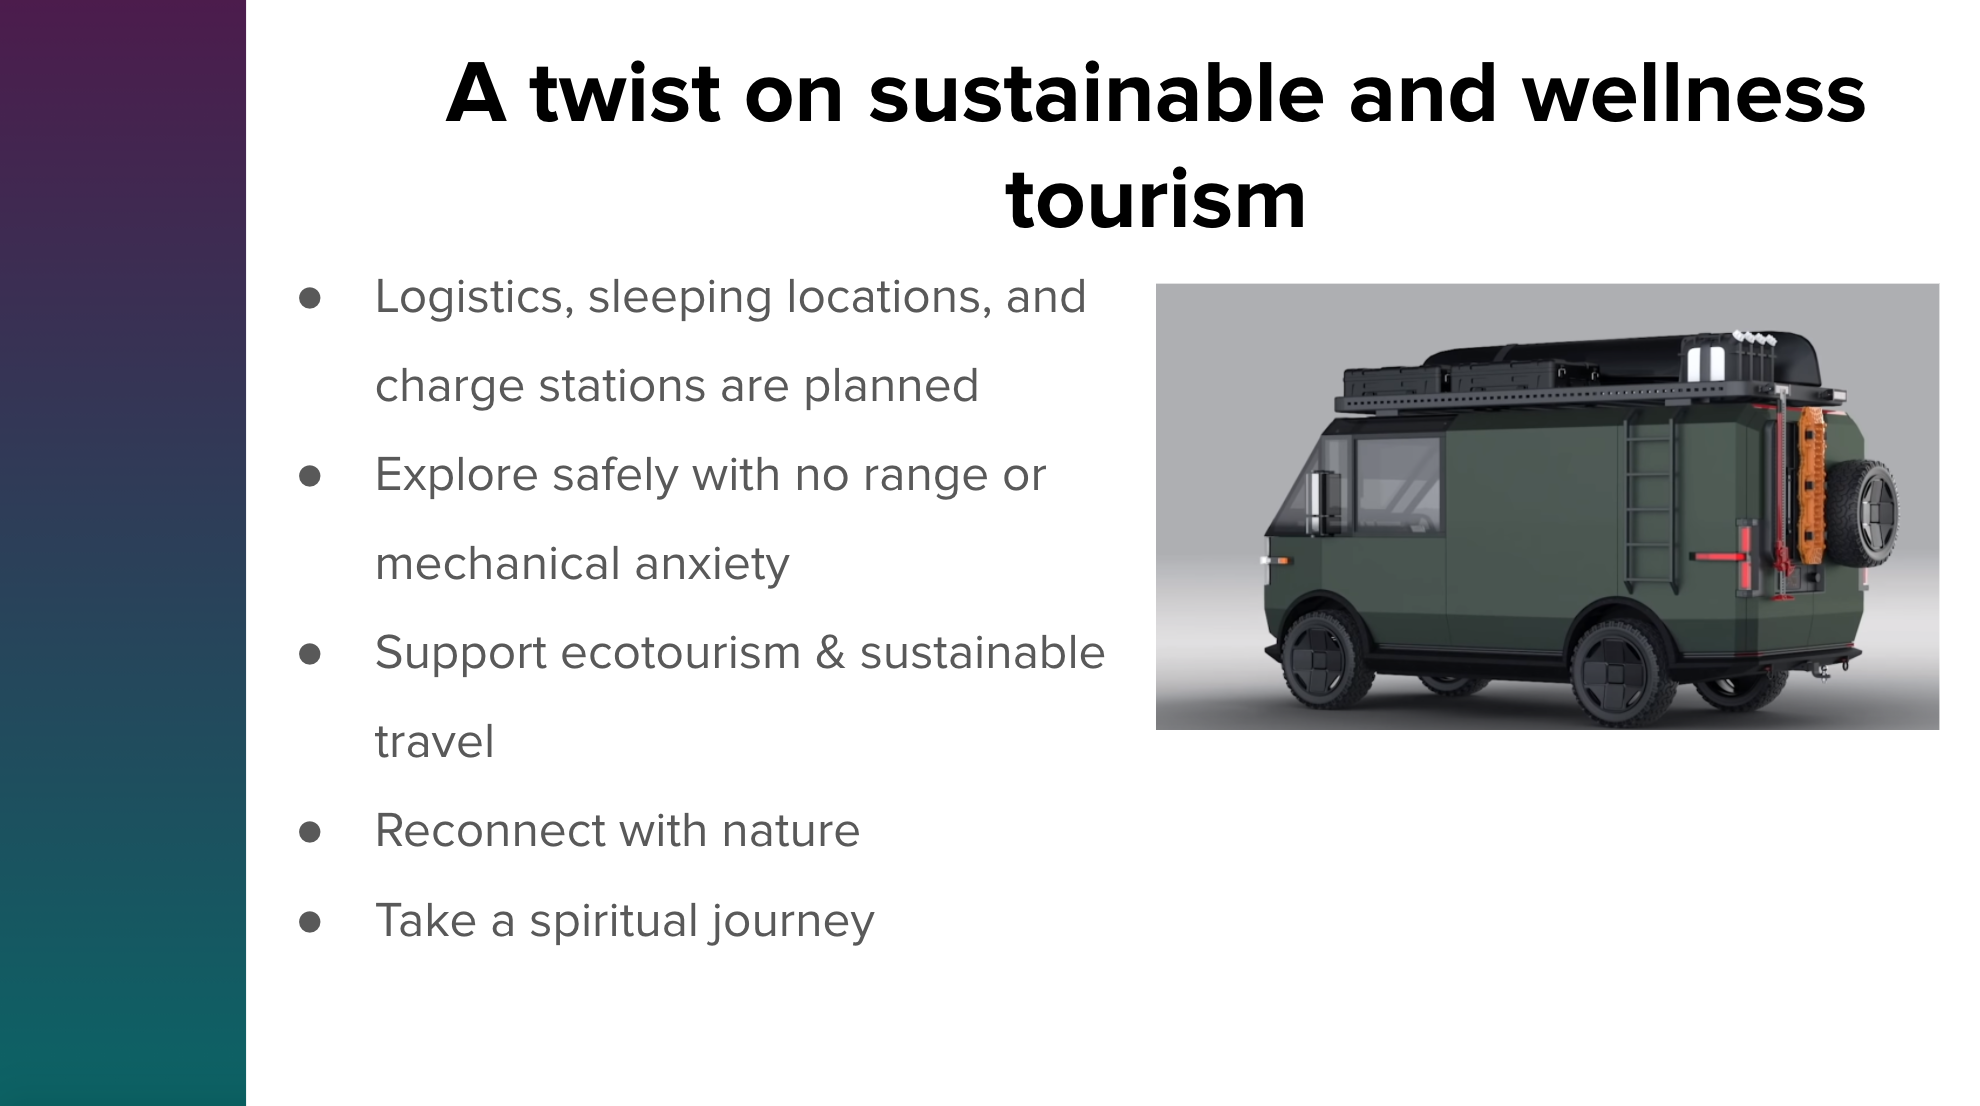 A twist on sustainable and wellness
tourism
● Logistics, sleeping locations, and
charge stations are planned
● Explore safely with no range or
mechanical anxiety
● Support ecotourism & sustainable
travel
● Reconnect with nature
● Take a spiritual journey